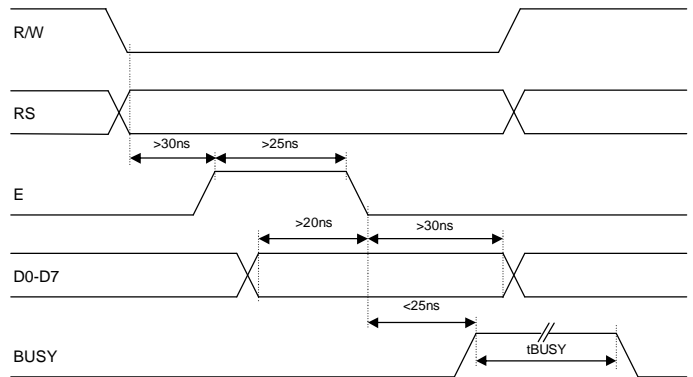 R/W
RS
>30ns >25ns
E
>20ns >30ns
D0-D7
<25ns
tBUSY
BUSY